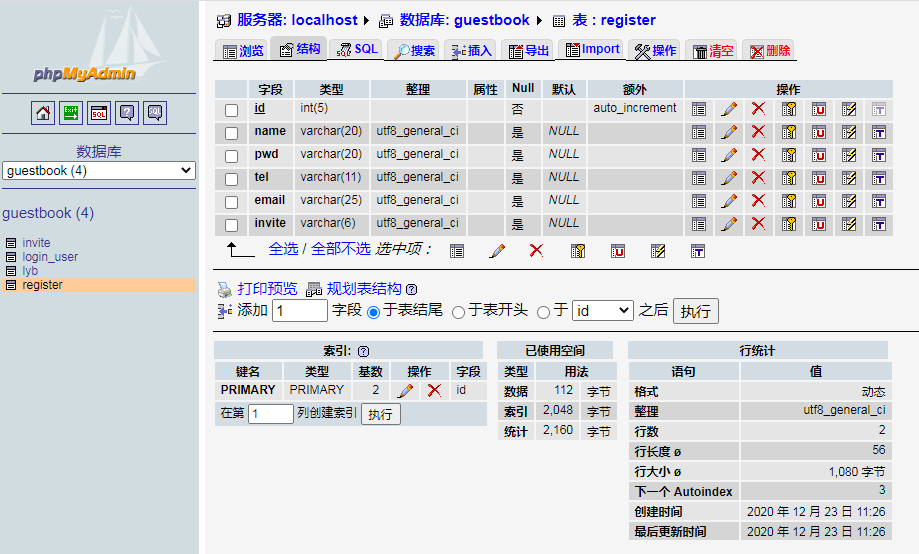 phpMyAdmin
数据库
guestbook (4)
guestbook (4)
invite
login_user
lyb
register
服务器: localhost 数据库: guestbook 表 : register
浏览 结构 SQL 搜索 插入 导出 Import 操作 清空 删除
字段 类型 整理 属性 Null 默认 额外 操作
id int(5) 否 auto_increment
name varchar(20) utf8_general_ci 是 NULL
pwd varchar(20) utf8_general_ci 是 NULL
tel varchar(11) utf8_general_ci 是 NULL
email varchar(25) utf8_general_ci 是 NULL
invite varchar(6) utf8_general_ci 是 NULL
全选 / 全部不选 选中项：
打印预览 规划表结构
添加 1 字段 于表结尾 于表开头 于 id 之后 执行
索引:
键名 类型 基数 操作 字段
PRIMARY PRIMARY 2 id
在第 1 列创建索引 执行
已使用空间
类型 用法
数据 112 字节
索引 2,048 字节
统计 2,160 字节
行统计
语句 值
格式 动态
整理 utf8_general_ci
行数 2
行长度 ø 56
行大小 ø 1,080 字节
下一个 Autoindex 3
创建时间 2020 年 12 月 23 日 11:26
最后更新时间 2020 年 12 月 23 日 11:26